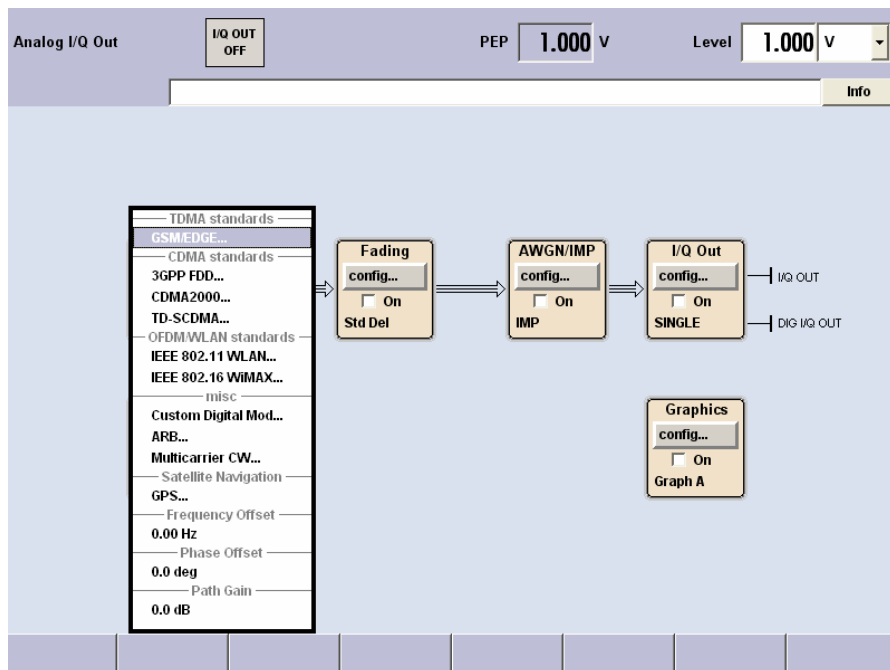 Analog I/Q Out
I/Q OUT
OFF
PEP 1.000 V
Level 1.000 V
Info
TDMA standards
GSM/EDGE...
CDMA standards
3GPP FDD...
CDMA2000...
TD-SCDMA...
OFDM/WLAN standards
IEEE 802.11 WLAN...
IEEE 802.16 WiMAX...
misc
Custom Digital Mod...
ARB...
Multicarrier CW...
Satellite Navigation
GPS...
Frequency Offset
0.00 Hz
Phase Offset
0.0 deg
Path Gain
0.0 dB
Fading
config...
On
Std Del
AWGN/IMP
config...
On
IMP
I/Q Out
config...
On
SINGLE
I/Q OUT
DIG I/Q OUT
Graphics
config...
On
Graph A